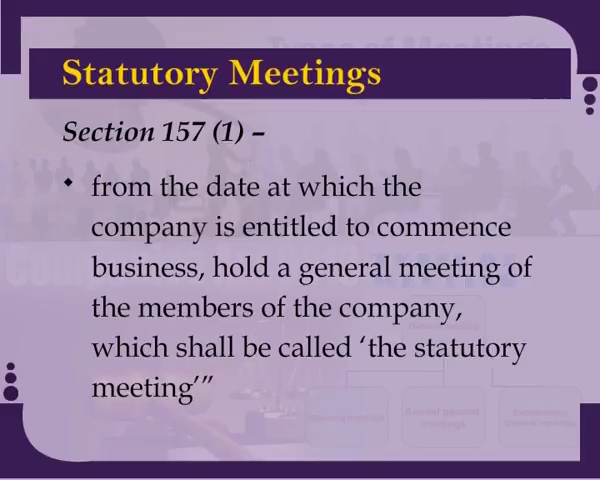 Statutory Meetings
Section 157 (1) –
from the date at which the
company is entitled to commence
business, hold a general meeting of
the members of the company,
which shall be called ‘the statutory
meeting’”